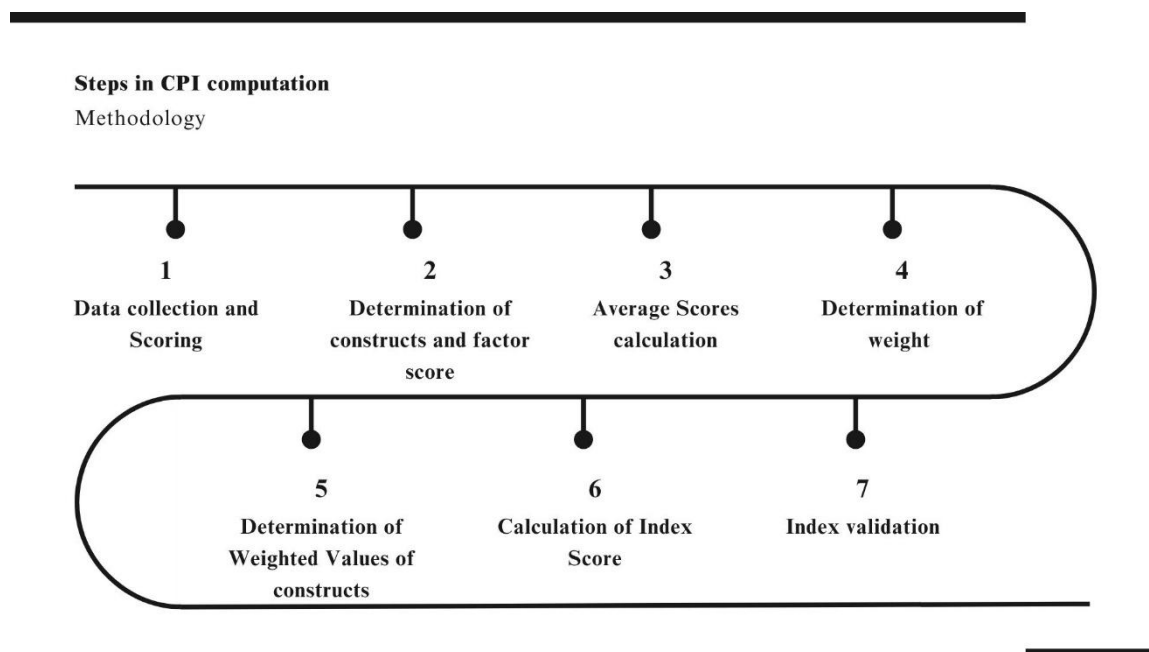 Steps in CPI computation
Methodology
1
Data collection and
Scoring
2
Determination of
constructs and factor
score
3
Average Scores
calculation
4
Determination of
weight
5
Determination of
Weighted Values of
constructs
6
Calculation of Index
Score
7
Index validation